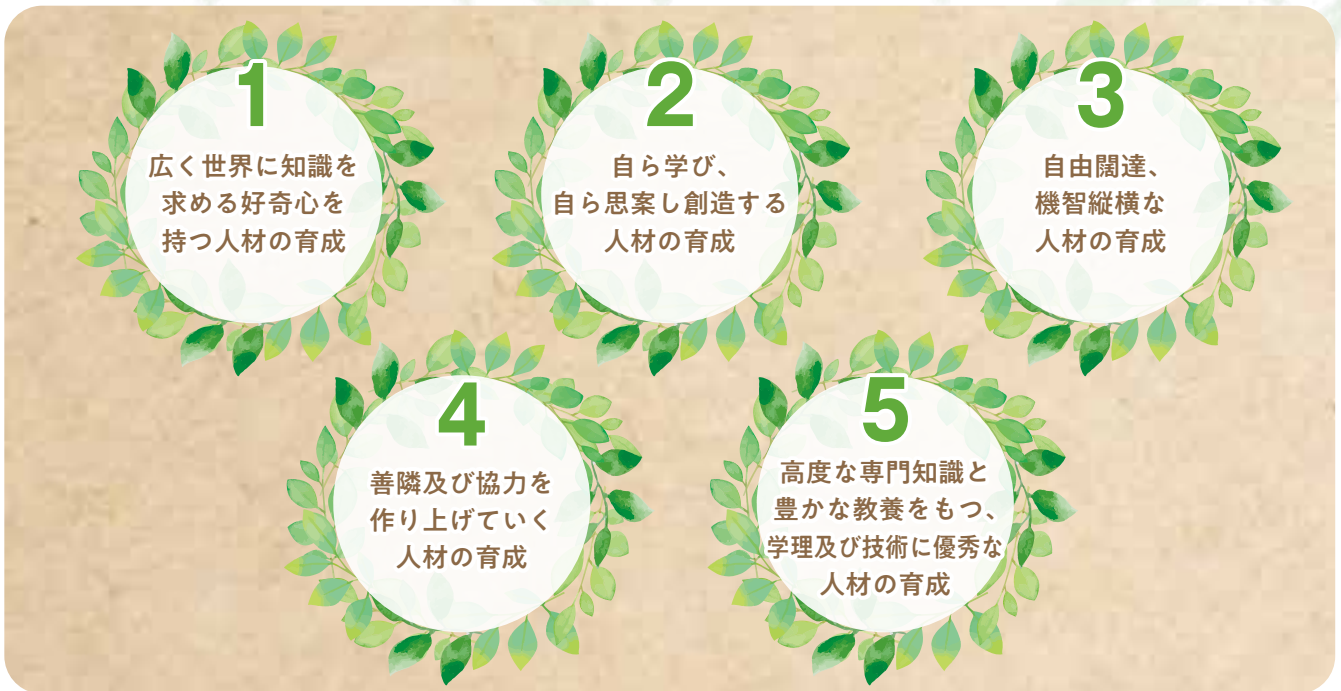 1
広く世界に知識を
求める好奇心を
持つ人材の育成
2
自ら学び、
自ら思案し創造する
人材の育成
3
自由闊達、
機智縦横な
人材の育成
4
善隣及び協力を
作り上げていく
人材の育成
5
高度な専門知識と
豊かな教養をもつ、
学理及び技術に優秀な
人材の育成